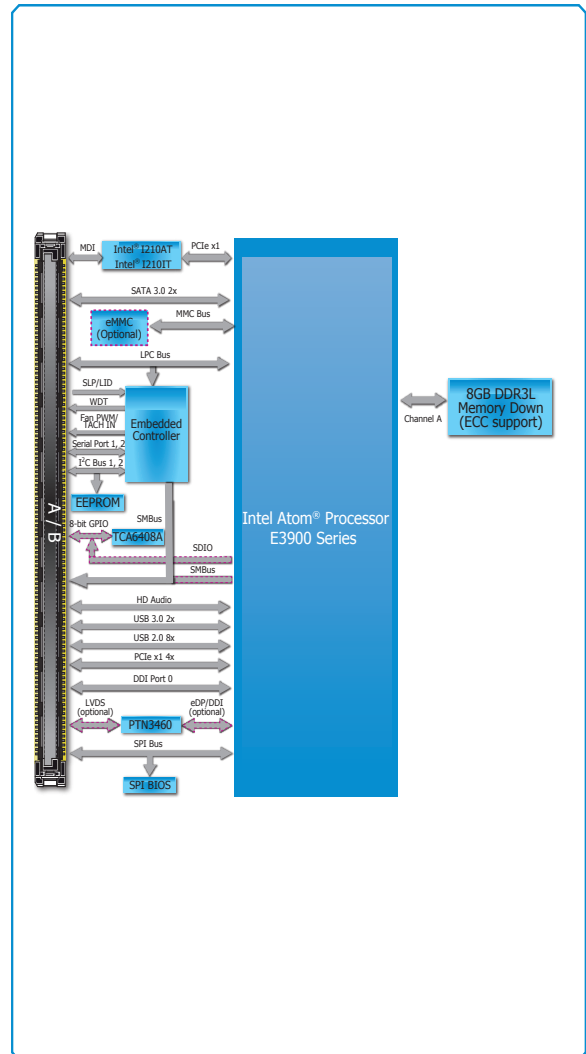 MDI
Intel® I210AT
Intel® I210IT
PCIe x1
SATA 3.0 2x
eMMC
(Optional)
MMC Bus
LPC Bus
SLP/LID
WDT
Fan PWM/
TACH IN
Serial Port 1, 2
I²C Bus 1, 2
Embedded
Controller
EEPROM
A / B
8-bit GPIO
TCA6408A
SMBus
SDIO
SMBus
HD Audio
USB 3.0 2x
USB 2.0 8x
PCIe x1 4x
DDI Port 0
LVDS
(optional)
PTN3460
eDP/DDI
(optional)
SPI Bus
SPI BIOS
Intel Atom® Processor
E3900 Series
Channel A
8GB DDR3L
Memory Down
(ECC support)